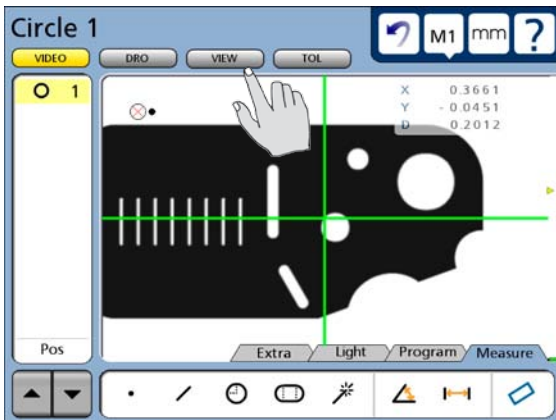 Circle 1
M1 mm ?
VIDEO DRO VIEW TOL
1
X 0.3661
Y - 0.0451
D 0.2012
Pos
Extra Light Program Measure